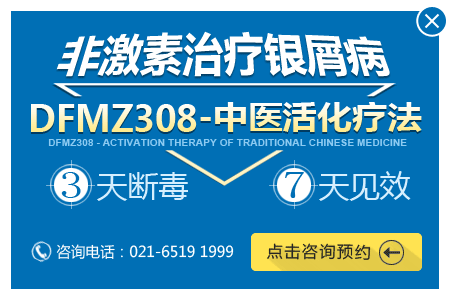 非激素治疗银屑病
DFMZ308-中医活化疗法
DFMZ308 - ACTIVATION THERAPY OF TRADITIONAL CHINESE MEDICINE
3天断毒 7天见效
咨询电话：021-6519 1999 点击咨询预约